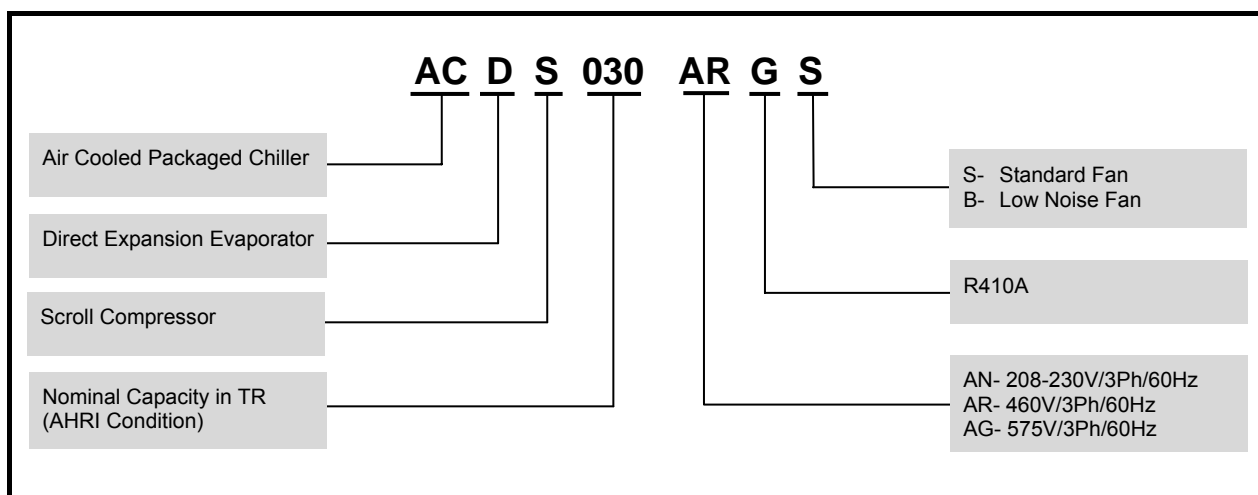 AC D S 030 AR G S
Air Cooled Packaged Chiller
Direct Expansion Evaporator
Scroll Compressor
Nominal Capacity in TR
(AHRI Condition)
S- Standard Fan
B- Low Noise Fan
R410A
AN- 208-230V/3Ph/60Hz
AR- 460V/3Ph/60Hz
AG- 575V/3Ph/60Hz